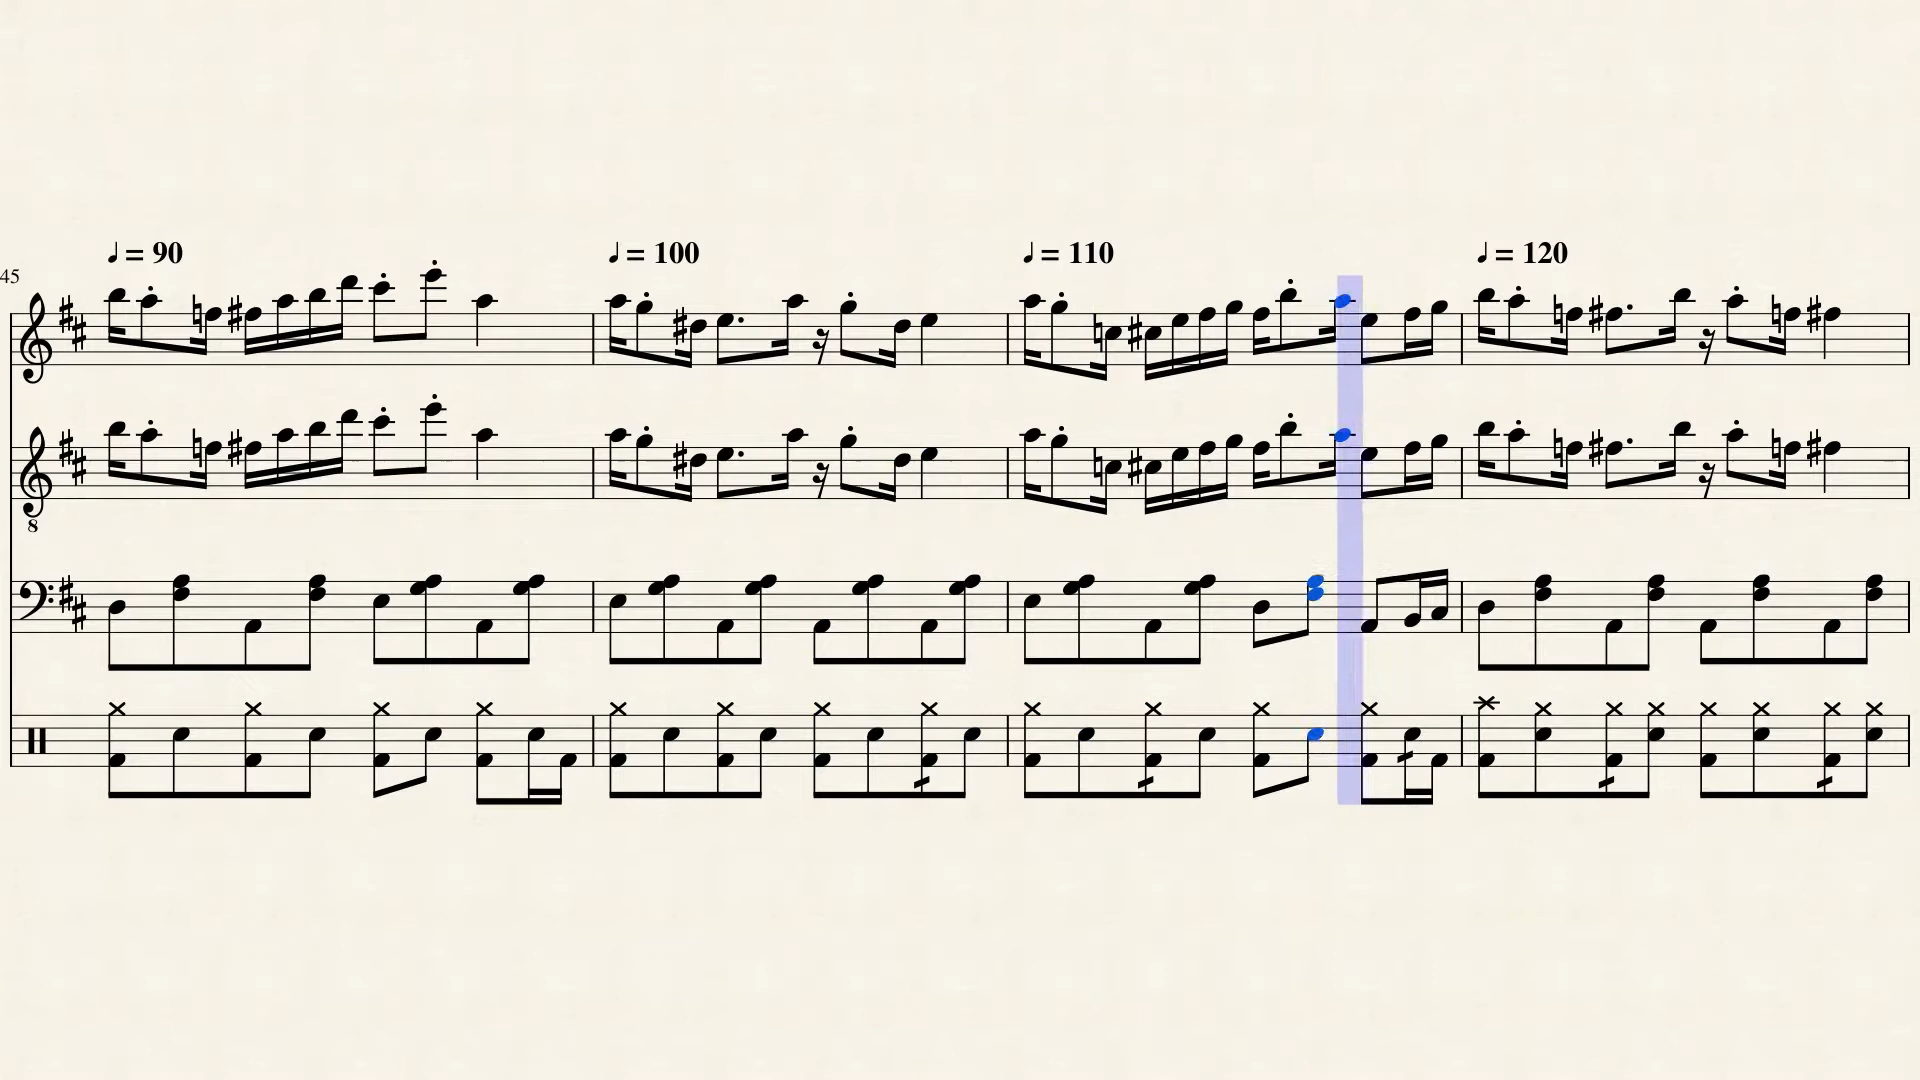 ♩ = 90 ♩ = 100 ♩ = 110 ♩ = 120
45
8